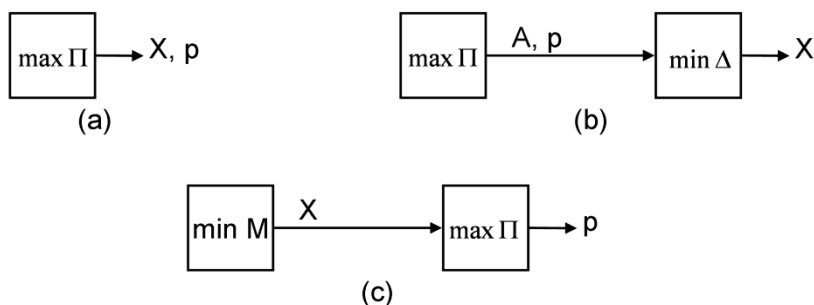 max Π X, p
(a)
max Π A, p min Δ X
(b)
min M X max Π p
(c)